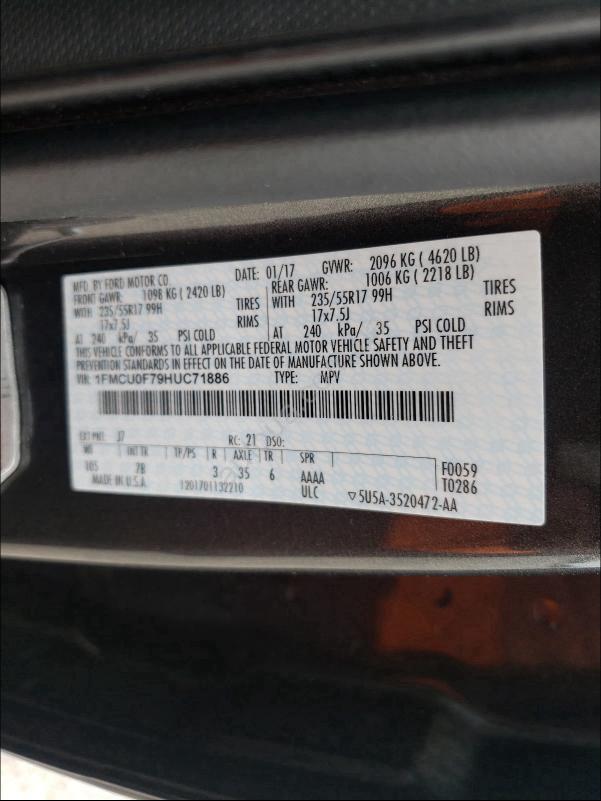 MFD. BY FORD MOTOR CO. DATE: 01/17 GVWR: 2096 KG ( 4620 LB)
FRONT GAWR: 1098 KG ( 2420 LB) REAR GAWR: 1006 KG ( 2218 LB)
WITH 235/55R17 99H TIRES WITH 235/55R17 99H TIRES
17x7.5J RIMS 17x7.5J RIMS
AT 240 kPa/ 35 PSI COLD AT 240 kPa/ 35 PSI COLD
THIS VEHICLE CONFORMS TO ALL APPLICABLE FEDERAL MOTOR VEHICLE SAFETY AND THEFT
PREVENTION STANDARDS IN EFFECT ON THE DATE OF MANUFACTURE SHOWN ABOVE.
VIN: 1FMCU0F79HUC71886 TYPE: MPV
EXT PNT: J7 RC: 21 DSO:
WB INT TR TP/PS R AXLE TR SPR
105 7B 3 35 6 AAAA F0059
MADE IN U.S.A. 1201701132210 ULC ▽5U5A-3520472-AA T0286